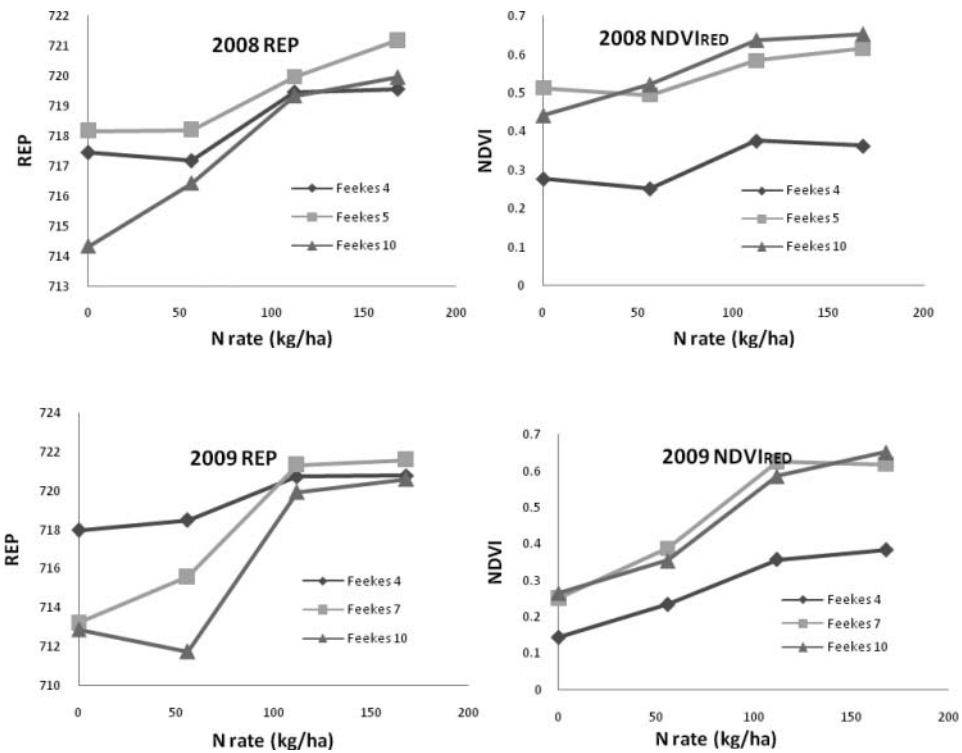 2008 REP
722
721
720
719
718
717
716
715
714
713
REP
Feekes 4
Feekes 5
Feekes 10
0 50 100 150 200
N rate (kg/ha)
2008 NDVIRED
0.7
0.6
0.5
0.4
0.3
0.2
0.1
0
NDVI
Feekes 4
Feekes 5
Feekes 10
0 50 100 150 200
N rate (kg/ha)
2009 REP
724
722
720
718
716
714
712
710
REP
Feekes 4
Feekes 7
Feekes 10
0 50 100 150 200
N rate (kg/ha)
2009 NDVIRED
0.7
0.6
0.5
0.4
0.3
0.2
0.1
0
NDVI
Feekes 4
Feekes 7
Feekes 10
0 50 100 150 200
N rate (kg/ha)